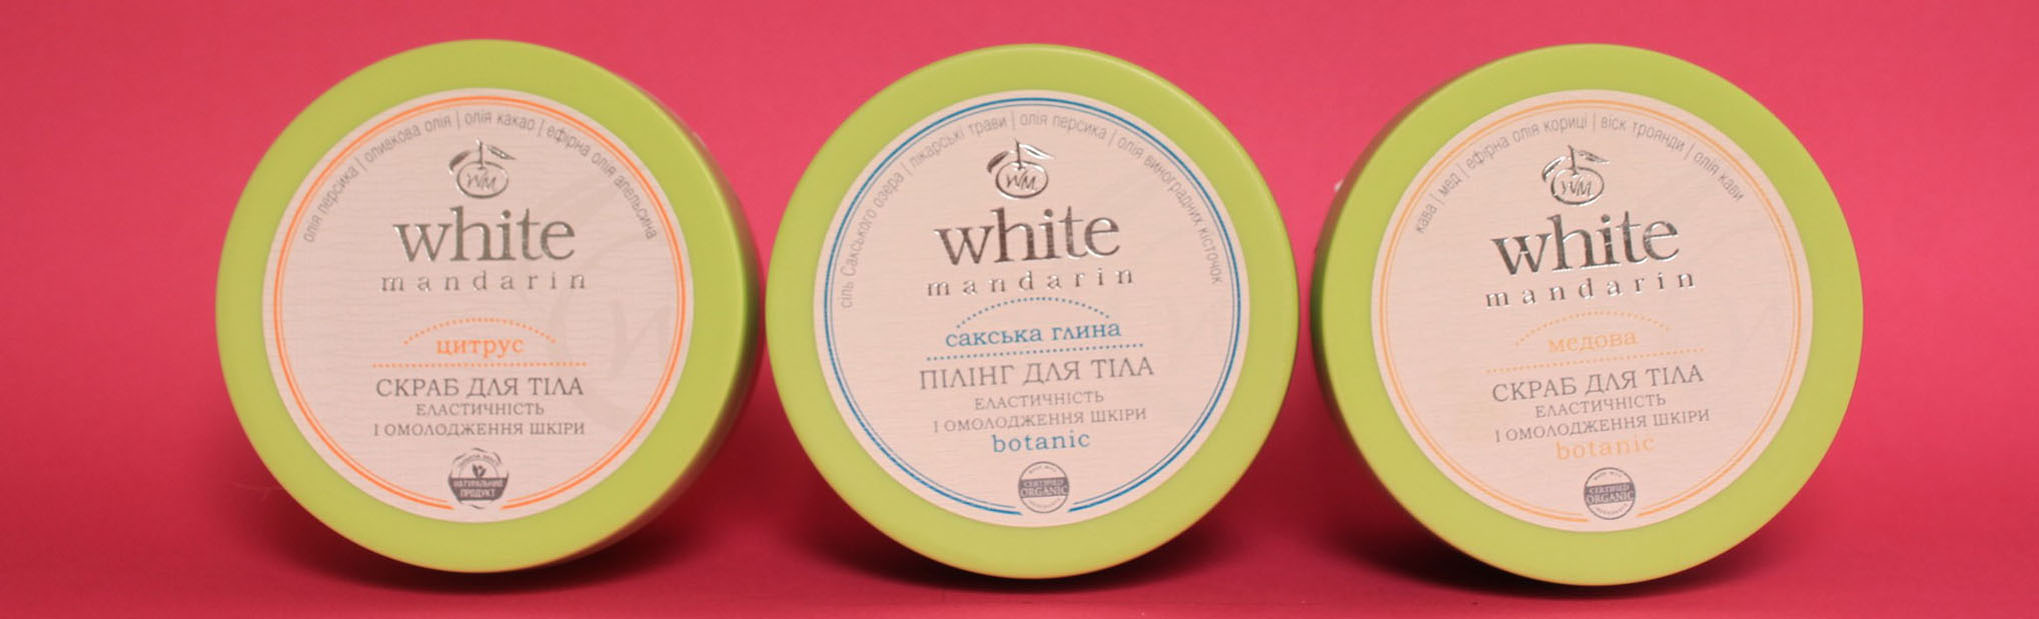 олія персика | оливкова олія | олія какао | ефірна олія апельсина
WM
white
mandarin
цитрус
СКРАБ ДЛЯ ТІЛА
ЕЛАСТИЧНІСТЬ
І ОМОЛОДЖЕННЯ ШКІРИ
НАТУРАЛЬНИЙ
ПРОДУКТ
сіль Сакського озера | лікарські трави | олія персика | олія виноградних кісточок
WM
white
mandarin
сакська глина
ПІЛІНГ ДЛЯ ТІЛА
ЕЛАСТИЧНІСТЬ
І ОМОЛОДЖЕННЯ ШКІРИ
botanic
CERTIFIED
ORGANIC
кава | мед | ефірна олія кориці | віск троянди | олія кави
WM
white
mandarin
медова
СКРАБ ДЛЯ ТІЛА
ЕЛАСТИЧНІСТЬ
І ОМОЛОДЖЕННЯ ШКІРИ
botanic
CERTIFIED
ORGANIC